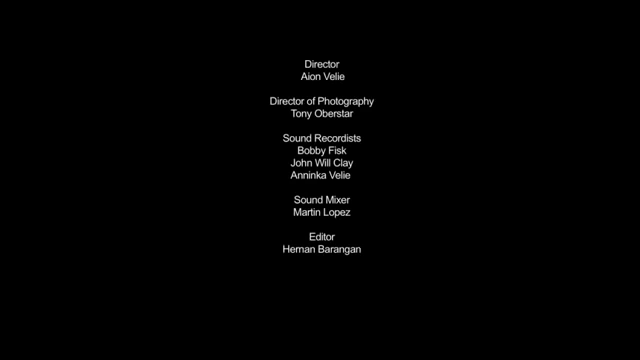 Director
Aion Velie
Director of Photography
Tony Oberstar
Sound Recordists
Bobby Fisk
John Will Clay
Anninka Velie
Sound Mixer
Martin Lopez
Editor
Hernan Barangan